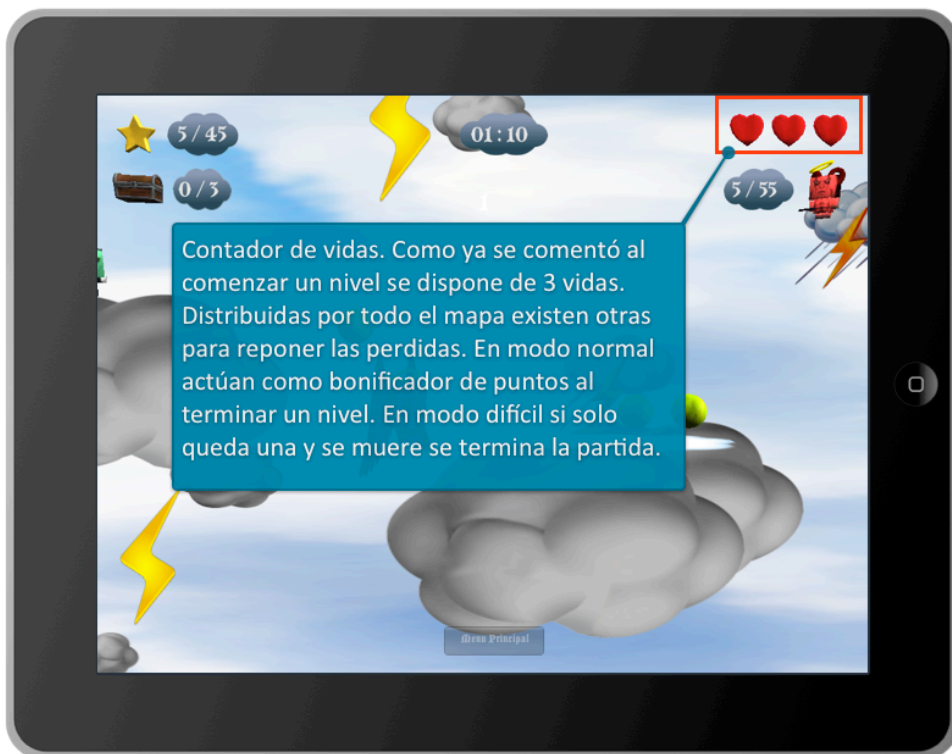 5 / 45
01:10
0 / 3
5 / 55
1
Contador de vidas. Como ya se comentó al
comenzar un nivel se dispone de 3 vidas.
Distribuidas por todo el mapa existen otras
para reponer las perdidas. En modo normal
actúan como bonificador de puntos al
terminar un nivel. En modo difícil si solo
queda una y se muere se termina la partida.
Menu Principal